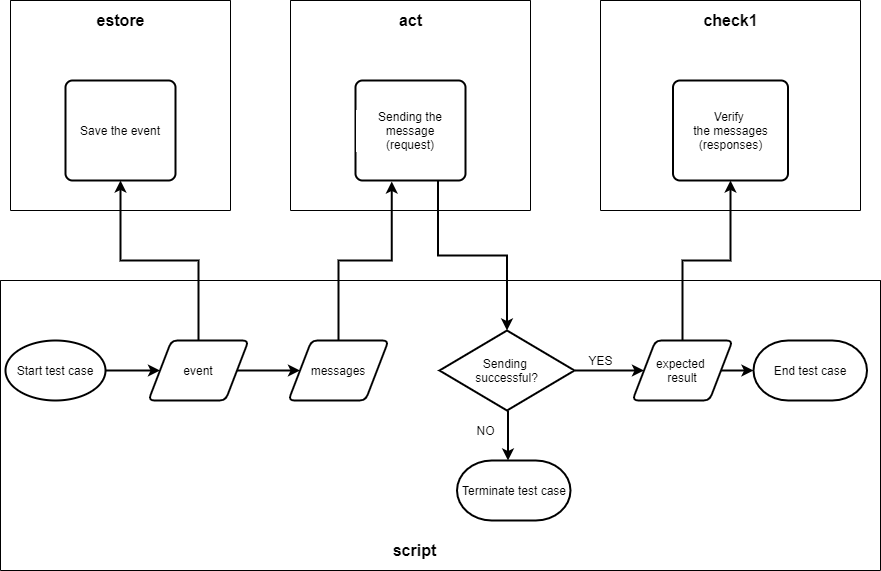 estore
act
check1
Save the event
Sending the
message
(request)
Verify
the messages
(responses)
Start test case
event
messages
Sending
successful?
YES
expected
result
End test case
NO
Terminate test case
script